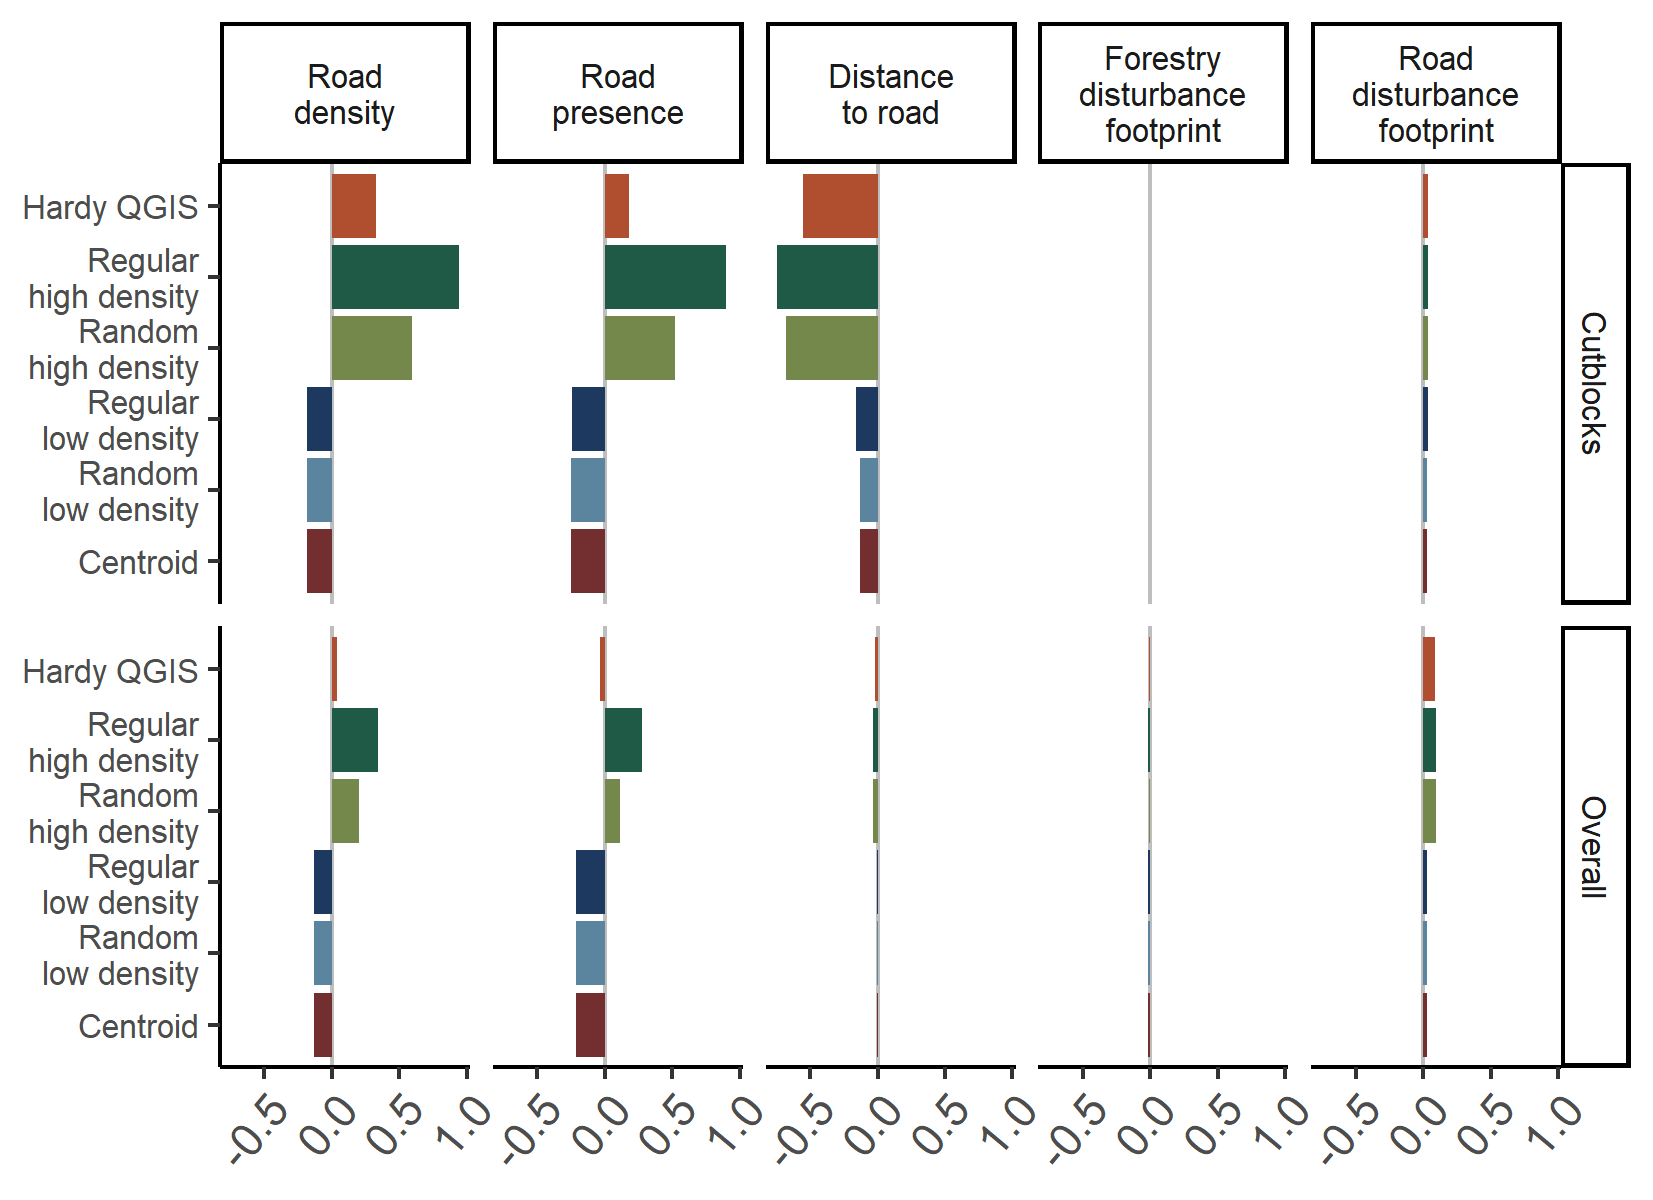 Road
density
Road
presence
Distance
to road
Forestry
disturbance
footprint
Road
disturbance
footprint
Hardy QGIS
Regular
high density
Random
high density
Regular
low density
Random
low density
Centroid
Cutblocks
Hardy QGIS
Regular
high density
Random
high density
Regular
low density
Random
low density
Centroid
Overall
-0.5 0.0 0.5 1.0
-0.5 0.0 0.5 1.0
-0.5 0.0 0.5 1.0
-0.5 0.0 0.5 1.0
-0.5 0.0 0.5 1.0